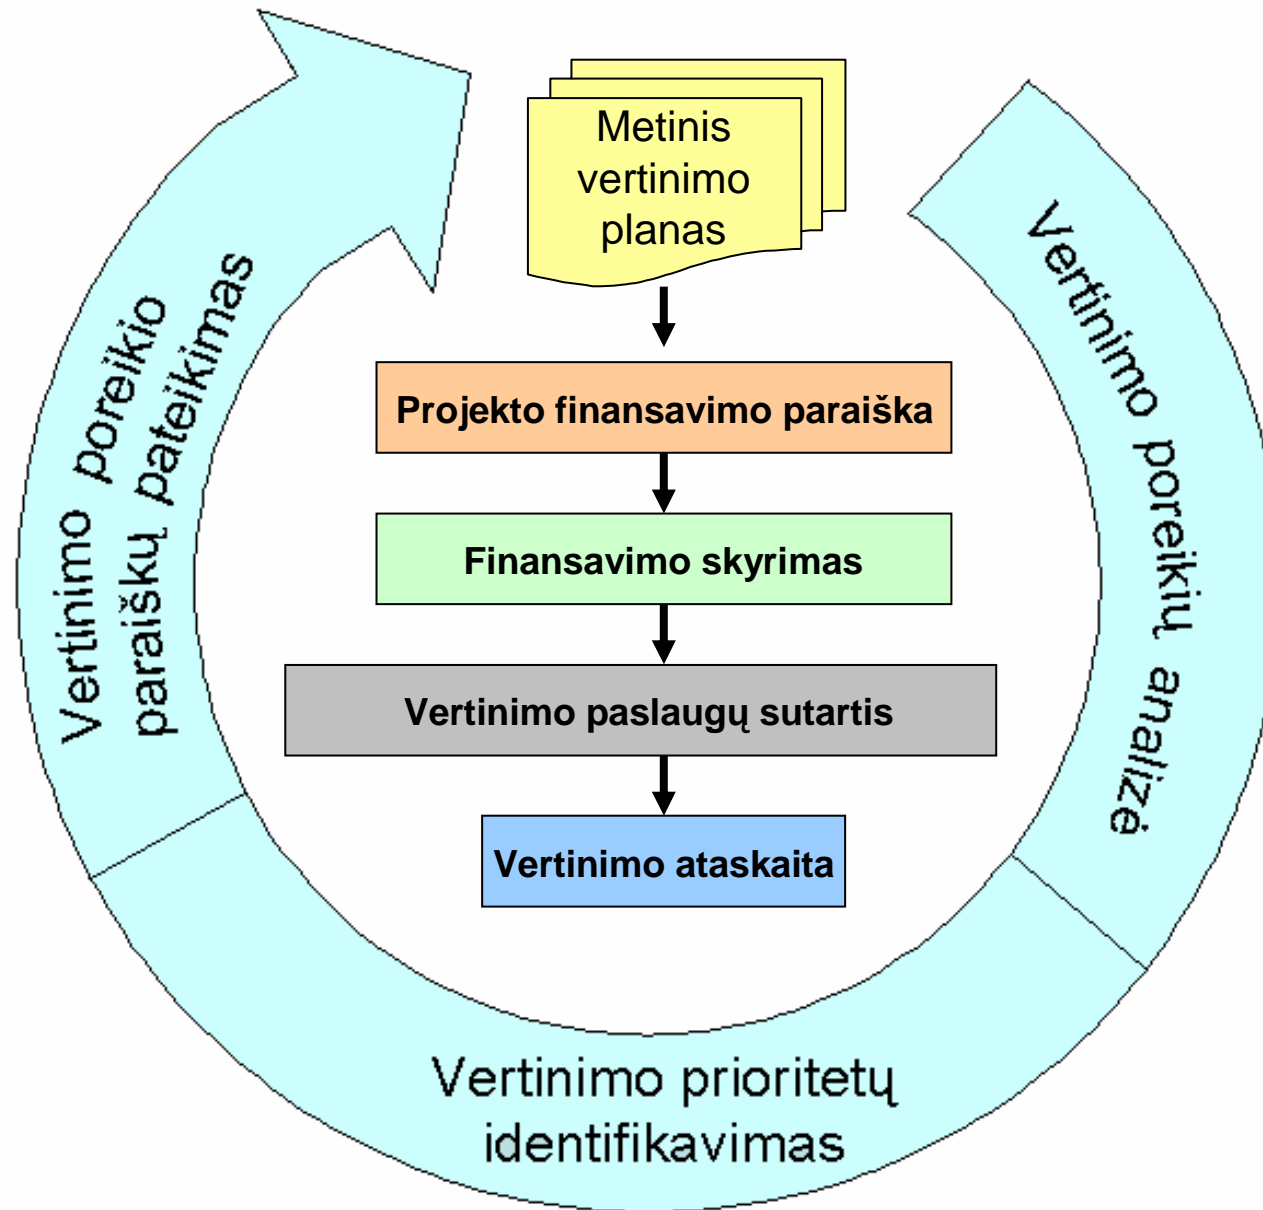 Metinis
vertinimo
planas
Projekto finansavimo paraiška
Finansavimo skyrimas
Vertinimo paslaugų sutartis
Vertinimo ataskaita
Vertinimo poreikių analizė
Vertinimo prioritetų
identifikavimas
Vertinimo poreikio
paraiškų pateikimas